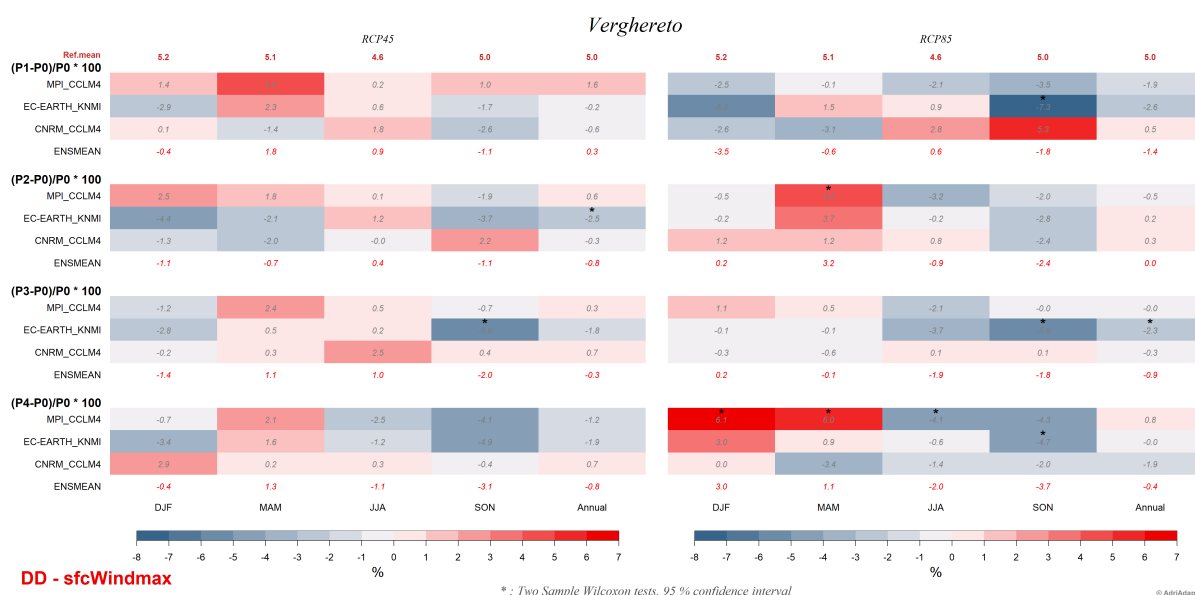 Verghereto
RCP45 RCP85
Ref.mean 5.2 5.1 4.6 5.0 5.0 5.2 5.1 4.6 5.0 5.0
(P1-P0)/P0 * 100
MPI_CCLM4 1.4 0.2 1.0 1.6 -2.5 -0.1 -2.1 -3.5 -1.9
EC-EARTH_KNMI -2.9 2.3 0.6 -1.7 -0.2 1.5 0.9 * -7.3 -2.6
CNRM_CCLM4 0.1 -1.4 1.8 -2.6 -0.6 -2.6 -3.1 2.8 0.5
ENSMEAN -0.4 1.8 0.9 -1.1 0.3 -3.5 -0.6 0.6 -1.8 -1.4
(P2-P0)/P0 * 100
MPI_CCLM4 2.5 1.8 0.1 -1.9 0.6 -0.5 * -3.2 -2.0 -0.5
EC-EARTH_KNMI -4.4 -2.1 1.2 -3.7 * -2.5 -0.2 3.7 -0.2 -2.8 0.2
CNRM_CCLM4 -1.3 -2.0 -0.0 2.2 -0.3 1.2 1.2 0.8 -2.4 0.3
ENSMEAN -1.1 -0.7 0.4 -1.1 -0.8 0.2 3.2 -0.9 -2.4 0.0
(P3-P0)/P0 * 100
MPI_CCLM4 -1.2 2.4 0.5 -0.7 0.3 1.1 0.5 -2.1 -0.0 -0.0
EC-EARTH_KNMI -2.8 0.5 0.2 * -1.8 -0.1 -0.1 -3.7 * * -2.3
CNRM_CCLM4 -0.2 0.3 2.5 0.4 0.7 -0.3 -0.6 0.1 0.1 -0.3
ENSMEAN -1.4 1.1 1.0 -2.0 -0.3 0.2 -0.1 -1.9 -1.8 -0.9
(P4-P0)/P0 * 100
MPI_CCLM4 -0.7 2.1 -2.5 -4.1 -1.2 * 6.1 * * -4.1 -4.3 0.8
EC-EARTH_KNMI -3.4 1.6 -1.2 -4.9 -1.9 3.0 0.9 -0.6 * -4.7 -0.0
CNRM_CCLM4 2.9 0.2 0.3 -0.4 0.7 0.0 -3.4 -1.4 -2.0 -1.9
ENSMEAN -0.4 1.3 -1.1 -3.1 -0.8 3.0 1.1 -2.0 -3.7 -0.4
DJF MAM JJA SON Annual DJF MAM JJA SON Annual
-8 -7 -6 -5 -4 -3 -2 -1 0 1 2 3 4 5 6 7 -8 -7 -6 -5 -4 -3 -2 -1 0 1 2 3 4 5 6 7
% %
DD - sfcWindmax
* : Two Sample Wilcoxon tests. 95 % confidence interval
© AdriAdap